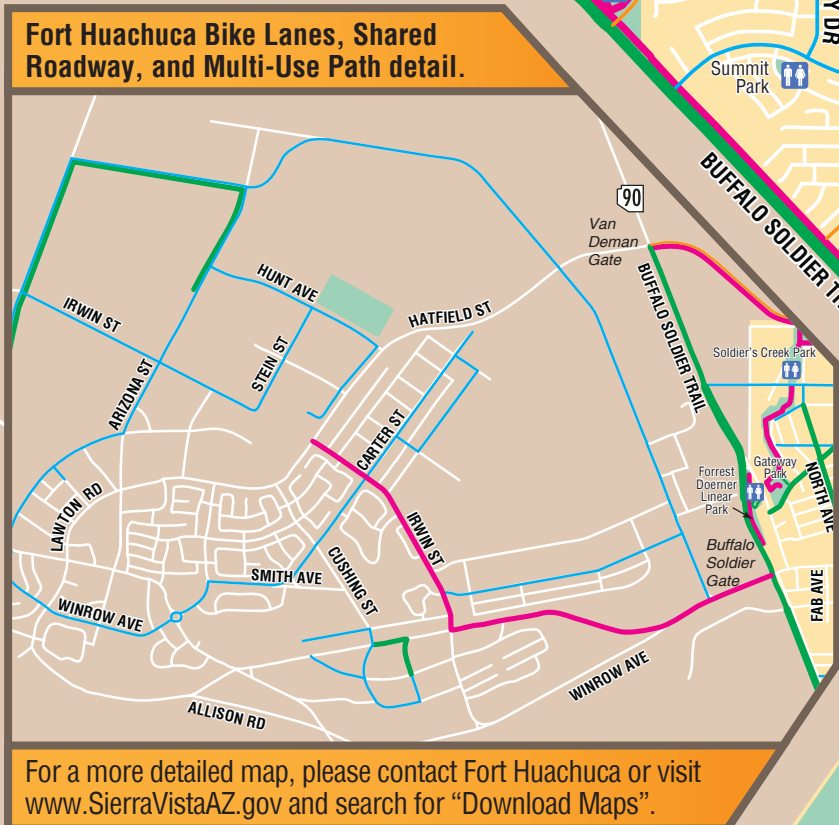 Fort Huachuca Bike Lanes, Shared
Roadway, and Multi-Use Path detail.
Y DR
Summit
Park
BUFFALO SOLDIER TR
90
Van
Deman
Gate
HUNT AVE
HATFIELD ST
BUFFALO SOLDIER TRAIL
IRWIN ST
STEIN ST
ARIZONA ST
Soldier's Creek Park
CARTER ST
LAWTON RD
Forrest
Doerner
Linear
Park
Gateway
Park
NORTH AVE
IRWIN ST
Buffalo
Soldier
Gate
SMITH AVE
CUSHING ST
WINROW AVE
FAB AVE
WINROW AVE
ALLISON RD
For a more detailed map, please contact Fort Huachuca or visit
www.SierraVistaAZ.gov and search for “Download Maps”.